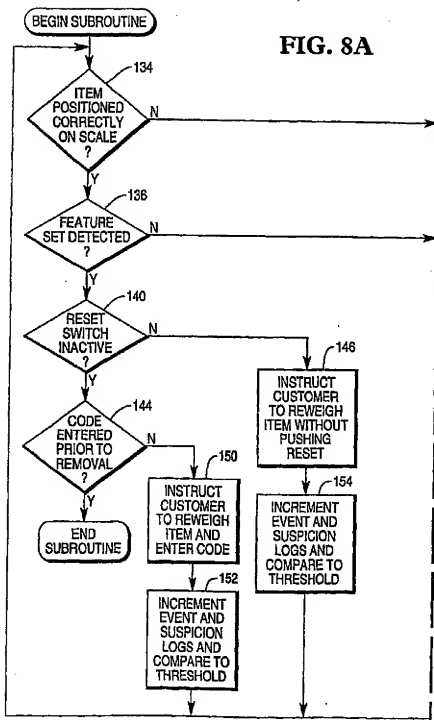 BEGIN SUBROUTINE
FIG. 8A
134
ITEM
POSITIONED
CORRECTLY
ON SCALE
?
N
Y
136
FEATURE
SET DETECTED
?
N
Y
140
RESET
SWITCH
INACTIVE
?
N
Y
146
INSTRUCT
CUSTOMER
TO REWEIGH
ITEM WITHOUT
PUSHING
RESET
144
CODE
ENTERED
PRIOR TO
REMOVAL
?
N
Y
150
INSTRUCT
CUSTOMER
TO REWEIGH
ITEM AND
ENTER CODE
154
INCREMENT
EVENT AND
SUSPICION
LOGS AND
COMPARE TO
THRESHOLD
END
SUBROUTINE
152
INCREMENT
EVENT AND
SUSPICION
LOGS AND
COMPARE TO
THRESHOLD